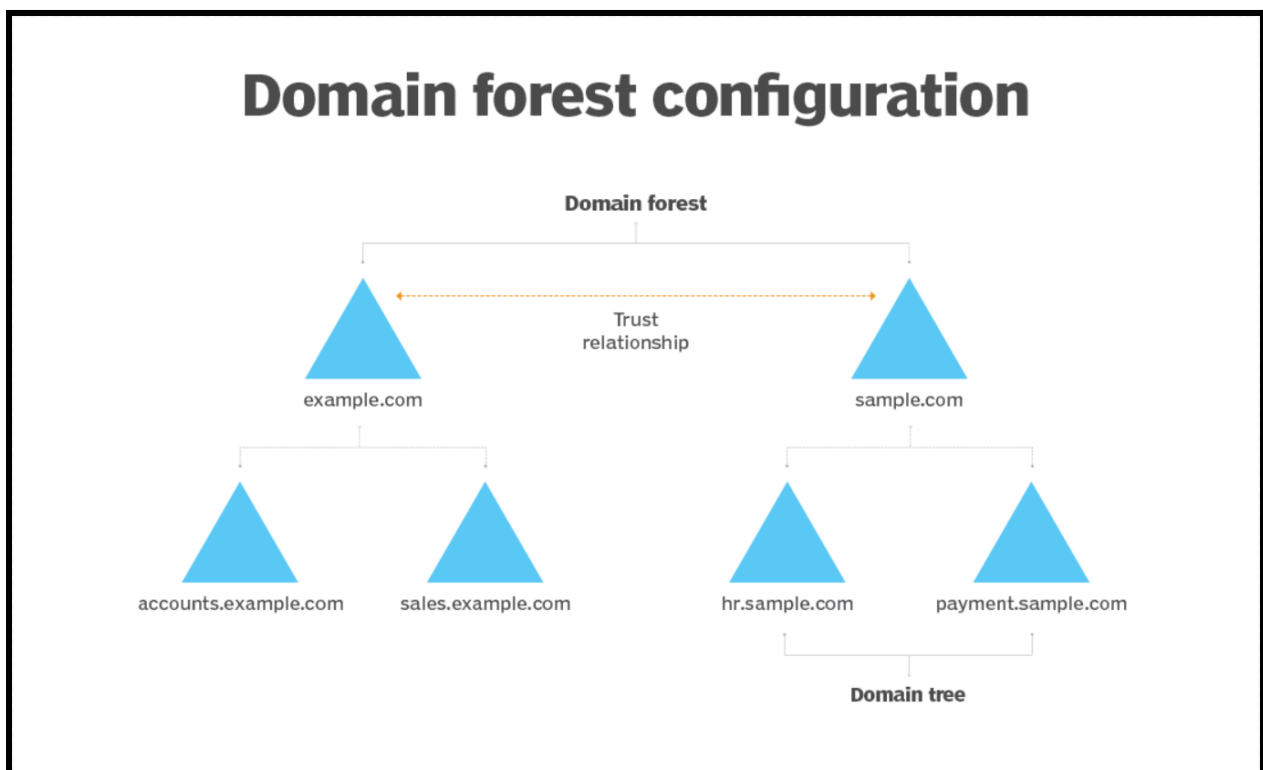 Domain forest configuration
Domain forest
Trust
relationship
example.com
sample.com
accounts.example.com
sales.example.com
hr.sample.com
payment.sample.com
Domain tree